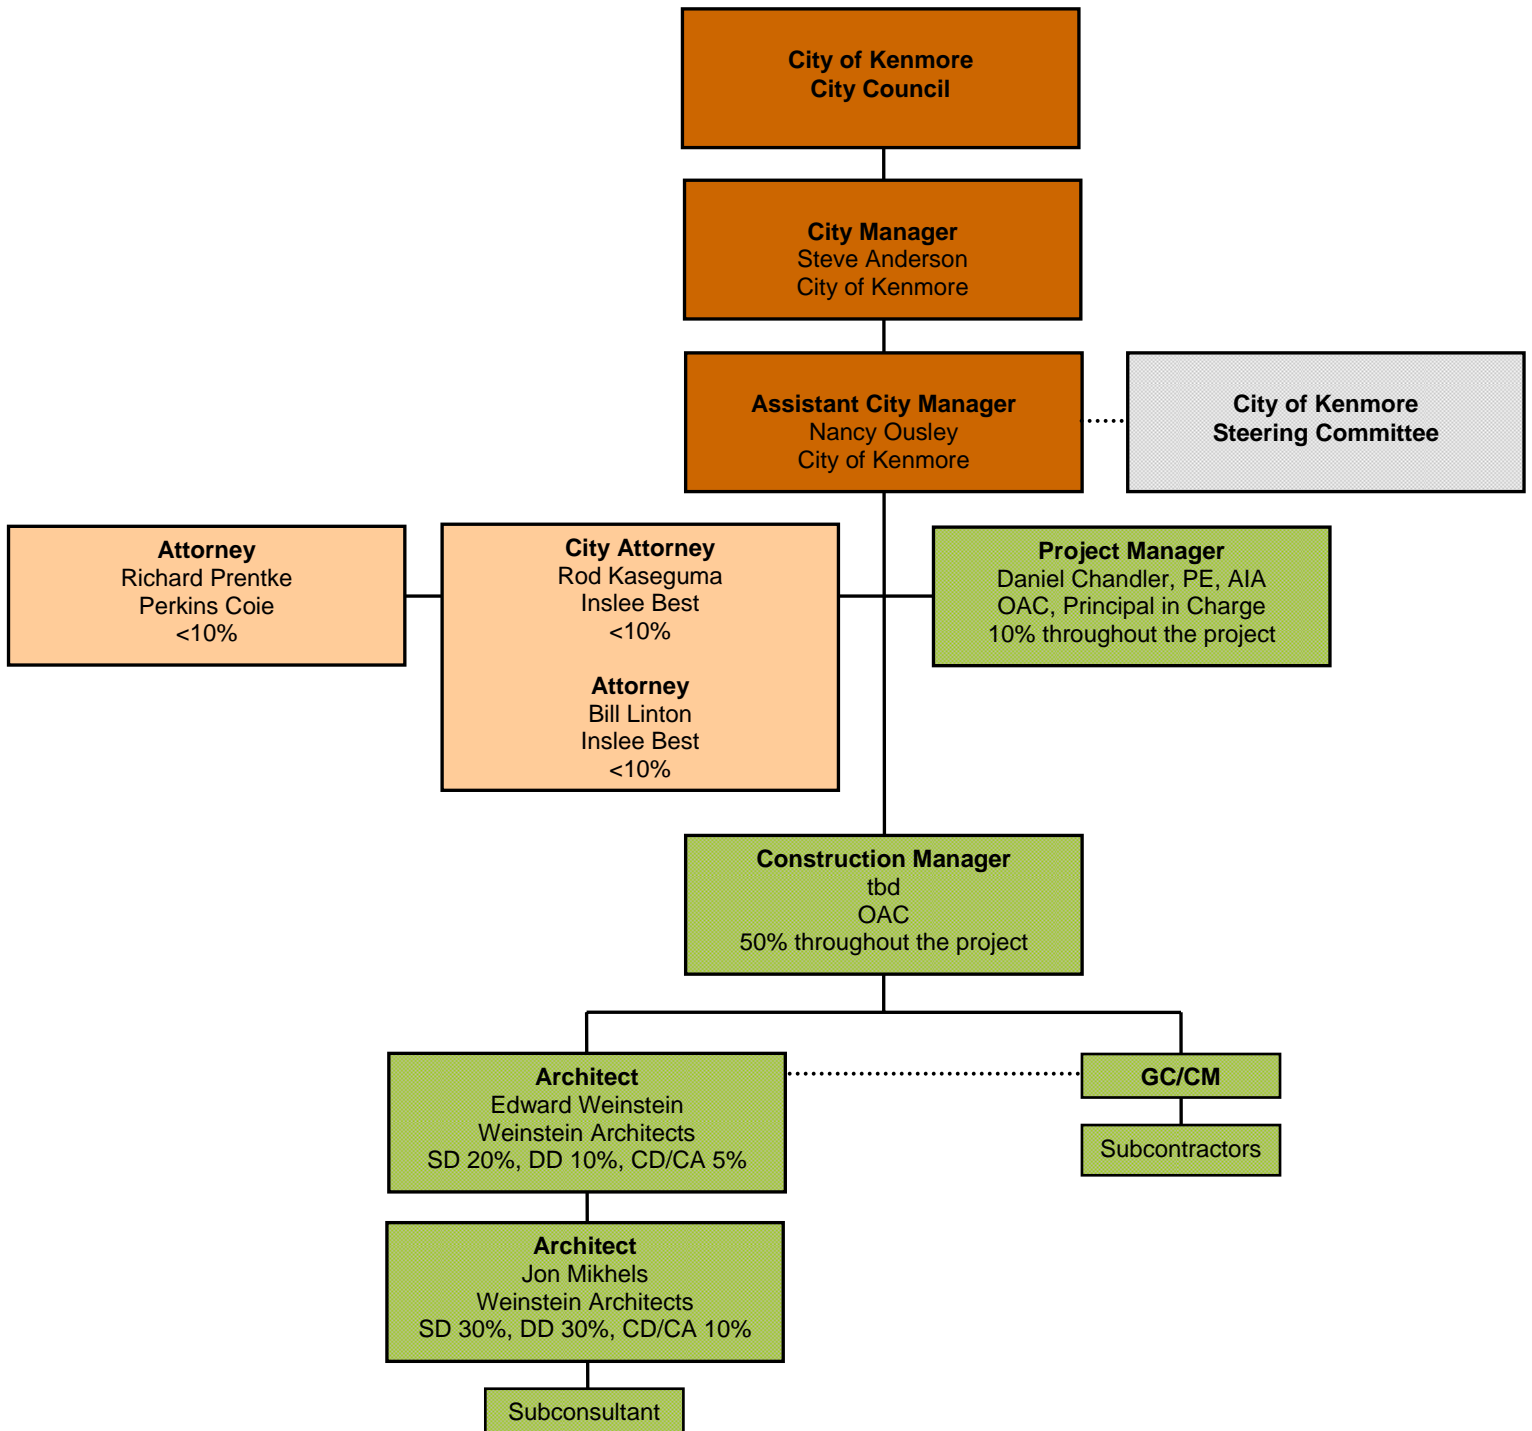 City of Kenmore
City Council
City Manager
Steve Anderson
City of Kenmore
Assistant City Manager
Nancy Ousley
City of Kenmore
City of Kenmore
Steering Committee
Attorney
Richard Prentke
Perkins Coie
<10%
City Attorney
Rod Kaseguma
Inslee Best
<10%
Attorney
Bill Linton
Inslee Best
<10%
Project Manager
Daniel Chandler, PE, AIA
OAC, Principal in Charge
10% throughout the project
Construction Manager
tbd
OAC
50% throughout the project
Architect
Edward Weinstein
Weinstein Architects
SD 20%, DD 10%, CD/CA 5%
GC/CM
Subcontractors
Architect
Jon Mikhels
Weinstein Architects
SD 30%, DD 30%, CD/CA 10%
Subconsultant